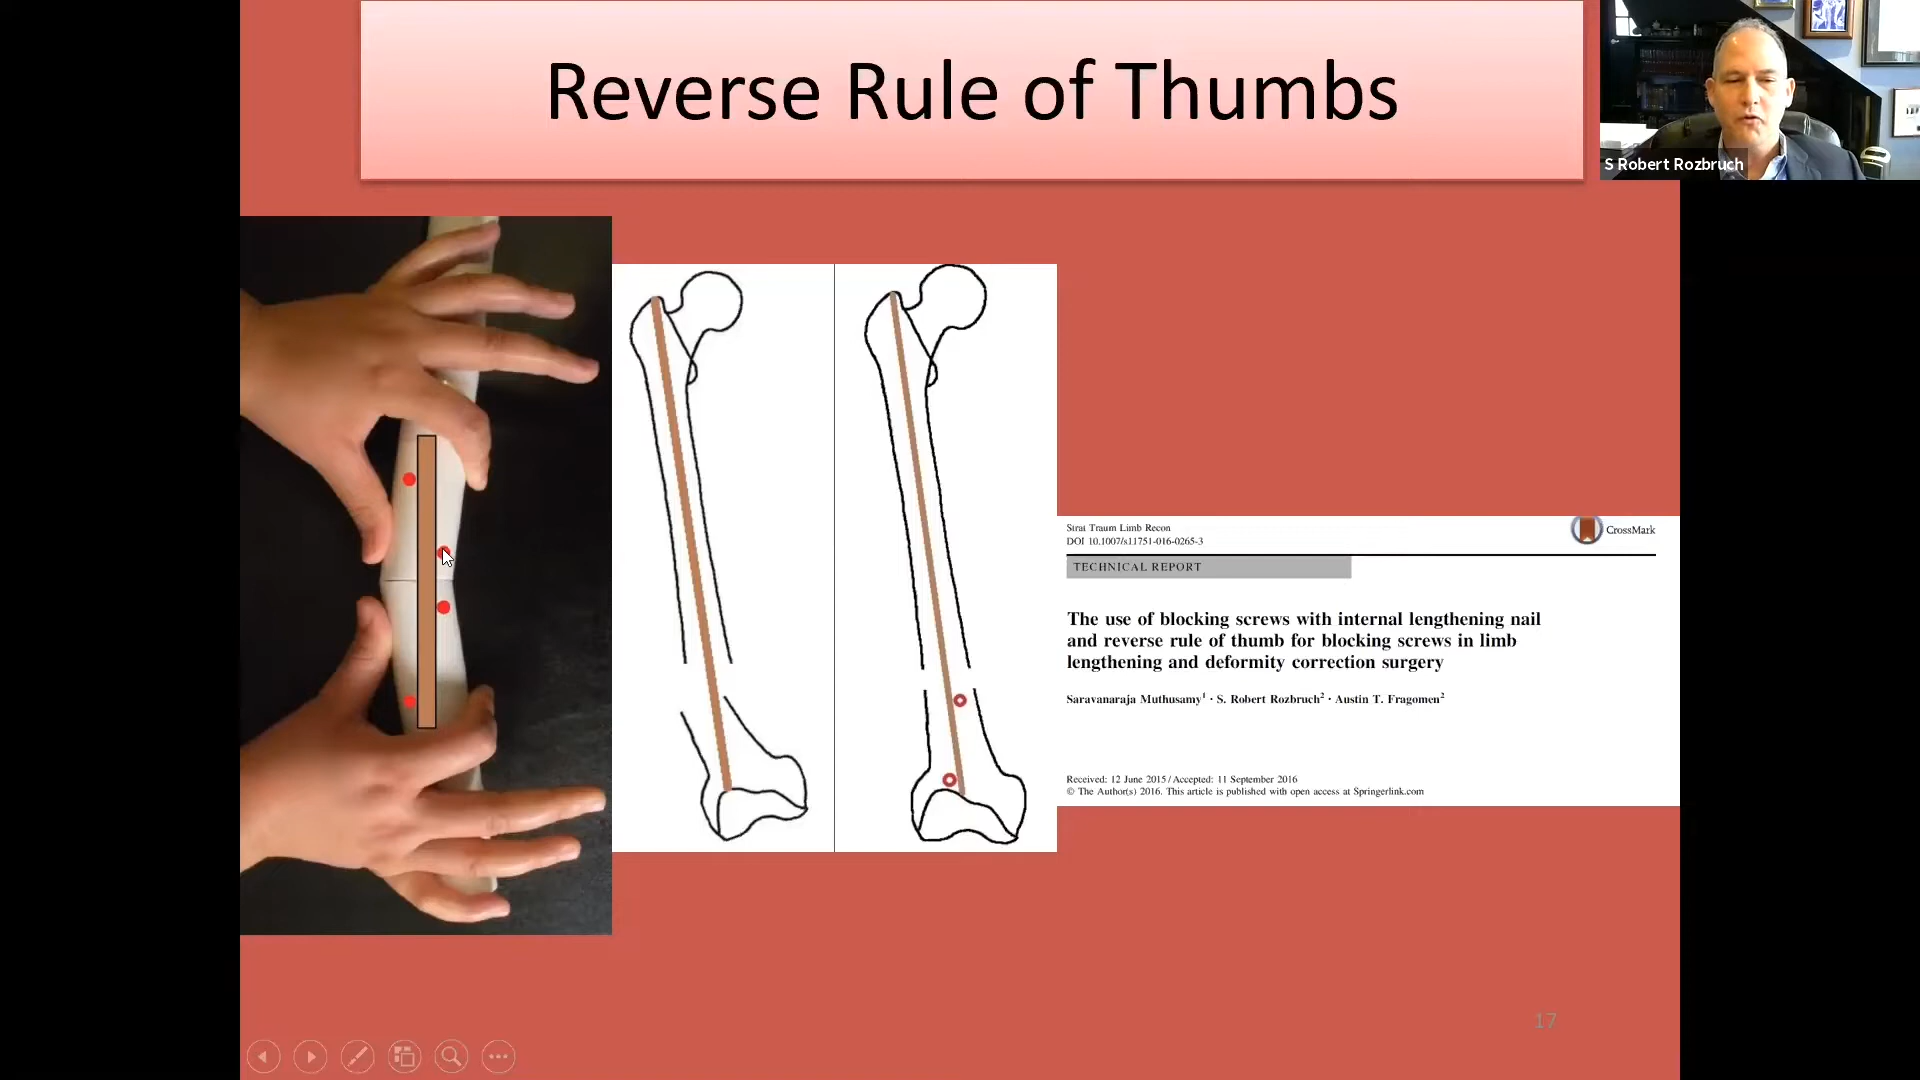 Reverse Rule of Thumbs
S Robert Rozbruch
Strat Traum Limb Recon
DOI 10.1007/s11751-016-0265-3
CrossMark
TECHNICAL REPORT
The use of blocking screws with internal lengthening nail
and reverse rule of thumb for blocking screws in limb
lengthening and deformity correction surgery
Saravanaraja Muthusamy1 · S. Robert Rozbruch2 · Austin T. Fragomen2
Received: 12 June 2015 / Accepted: 11 September 2016
© The Author(s) 2016. This article is published with open access at Springerlink.com
17